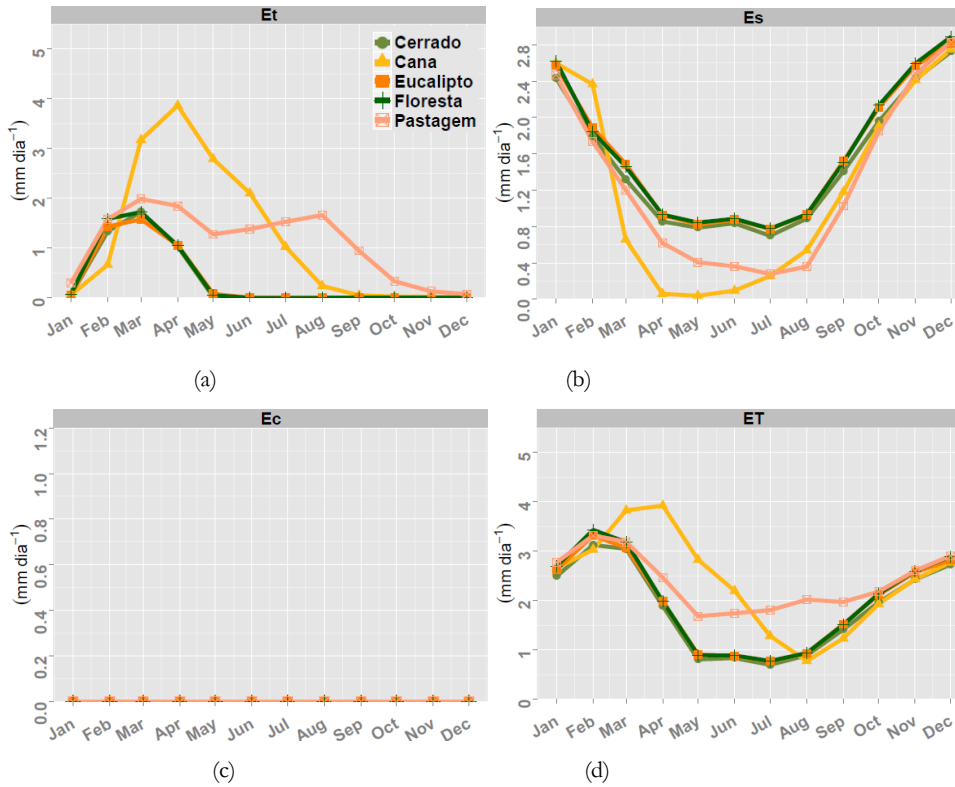 Et
(mm dia⁻¹)
5
4
3
2
1
0
Cerrado
Cana
Eucalipto
Floresta
Pastagem
Jan Feb Mar Apr May Jun Jul Aug Sep Oct Nov Dec
(a)
Es
(mm dia⁻¹)
2.8
2.4
2.0
1.6
1.2
0.8
0.4
0.0
Jan Feb Mar Apr May Jun Jul Aug Sep Oct Nov Dec
(b)
Ec
(mm dia⁻¹)
1.2
1.0
0.8
0.6
0.4
0.2
0.0
Jan Feb Mar Apr May Jun Jul Aug Sep Oct Nov Dec
(c)
ET
(mm dia⁻¹)
5
4
3
2
1
0
Jan Feb Mar Apr May Jun Jul Aug Sep Oct Nov Dec
(d)